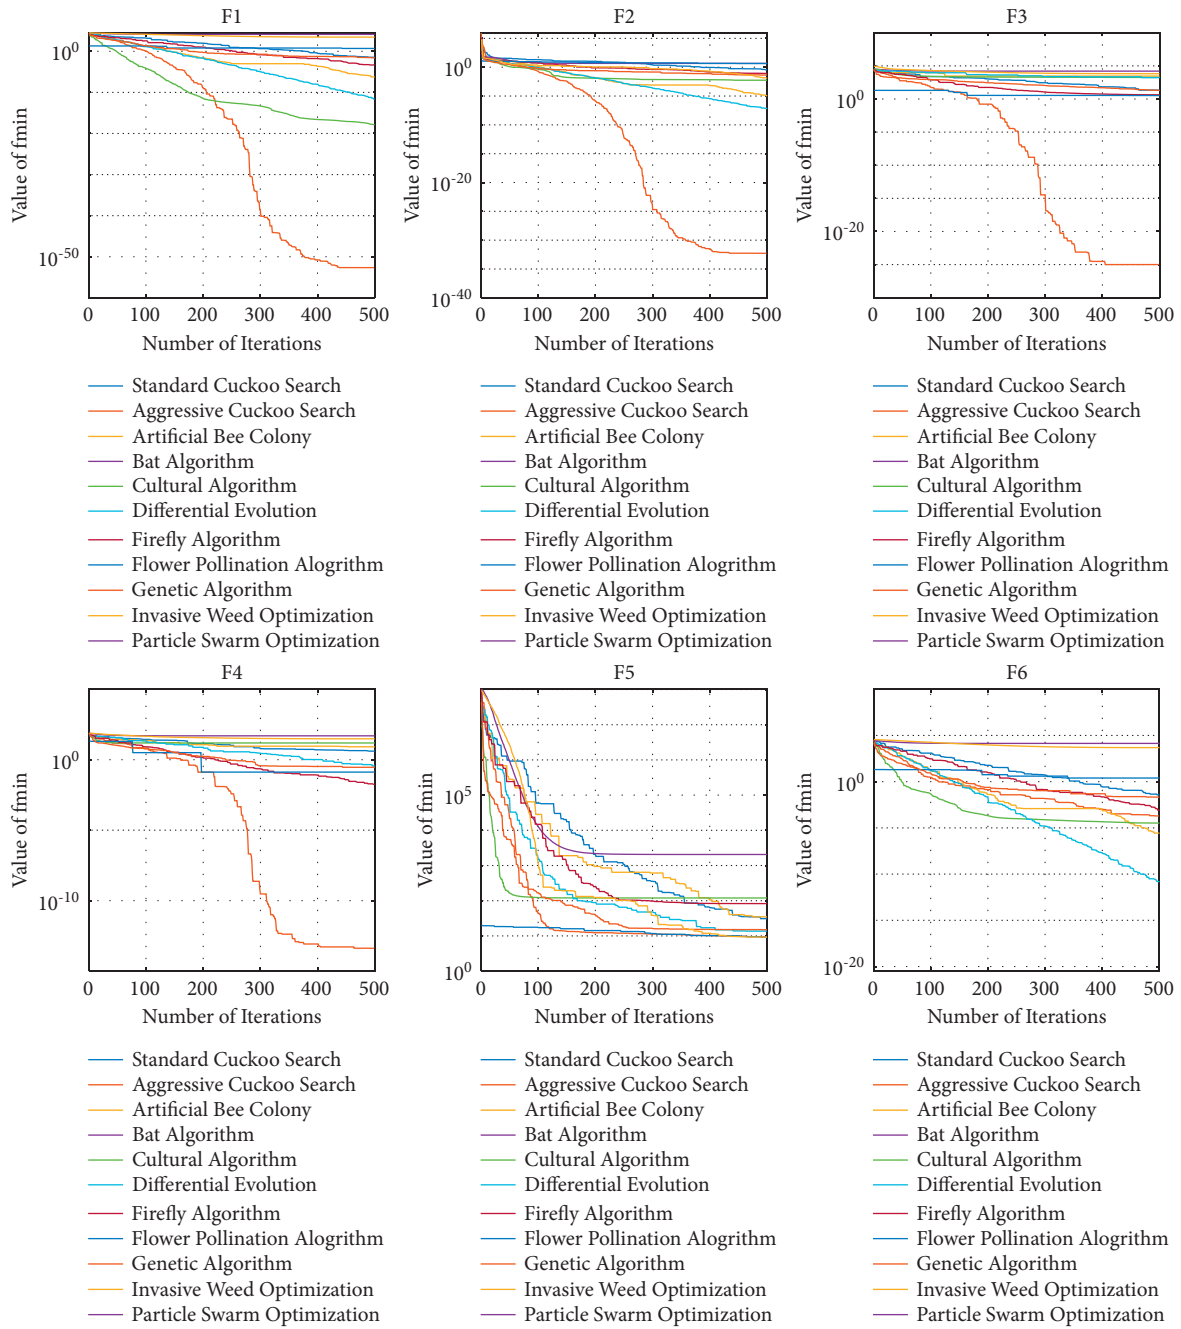 F1
10^0
10^-50
Value of fmin
0 100 200 300 400 500
Number of Iterations
Standard Cuckoo Search
Aggressive Cuckoo Search
Artificial Bee Colony
Bat Algorithm
Cultural Algorithm
Differential Evolution
Firefly Algorithm
Flower Pollination Alogrithm
Genetic Algorithm
Invasive Weed Optimization
Particle Swarm Optimization
F2
10^0
10^-20
10^-40
Value of fmin
0 100 200 300 400 500
Number of Iterations
Standard Cuckoo Search
Aggressive Cuckoo Search
Artificial Bee Colony
Bat Algorithm
Cultural Algorithm
Differential Evolution
Firefly Algorithm
Flower Pollination Alogrithm
Genetic Algorithm
Invasive Weed Optimization
Particle Swarm Optimization
F3
10^0
10^-20
Value of fmin
0 100 200 300 400 500
Number of Iterations
Standard Cuckoo Search
Aggressive Cuckoo Search
Artificial Bee Colony
Bat Algorithm
Cultural Algorithm
Differential Evolution
Firefly Algorithm
Flower Pollination Alogrithm
Genetic Algorithm
Invasive Weed Optimization
Particle Swarm Optimization
F4
10^0
10^-10
Value of fmin
0 100 200 300 400 500
Number of Iterations
Standard Cuckoo Search
Aggressive Cuckoo Search
Artificial Bee Colony
Bat Algorithm
Cultural Algorithm
Differential Evolution
Firefly Algorithm
Flower Pollination Alogrithm
Genetic Algorithm
Invasive Weed Optimization
Particle Swarm Optimization
F5
10^5
10^0
Value of fmin
0 100 200 300 400 500
Number of Iterations
Standard Cuckoo Search
Aggressive Cuckoo Search
Artificial Bee Colony
Bat Algorithm
Cultural Algorithm
Differential Evolution
Firefly Algorithm
Flower Pollination Alogrithm
Genetic Algorithm
Invasive Weed Optimization
Particle Swarm Optimization
F6
10^0
10^-20
Value of fmin
0 100 200 300 400 500
Number of Iterations
Standard Cuckoo Search
Aggressive Cuckoo Search
Artificial Bee Colony
Bat Algorithm
Cultural Algorithm
Differential Evolution
Firefly Algorithm
Flower Pollination Alogrithm
Genetic Algorithm
Invasive Weed Optimization
Particle Swarm Optimization